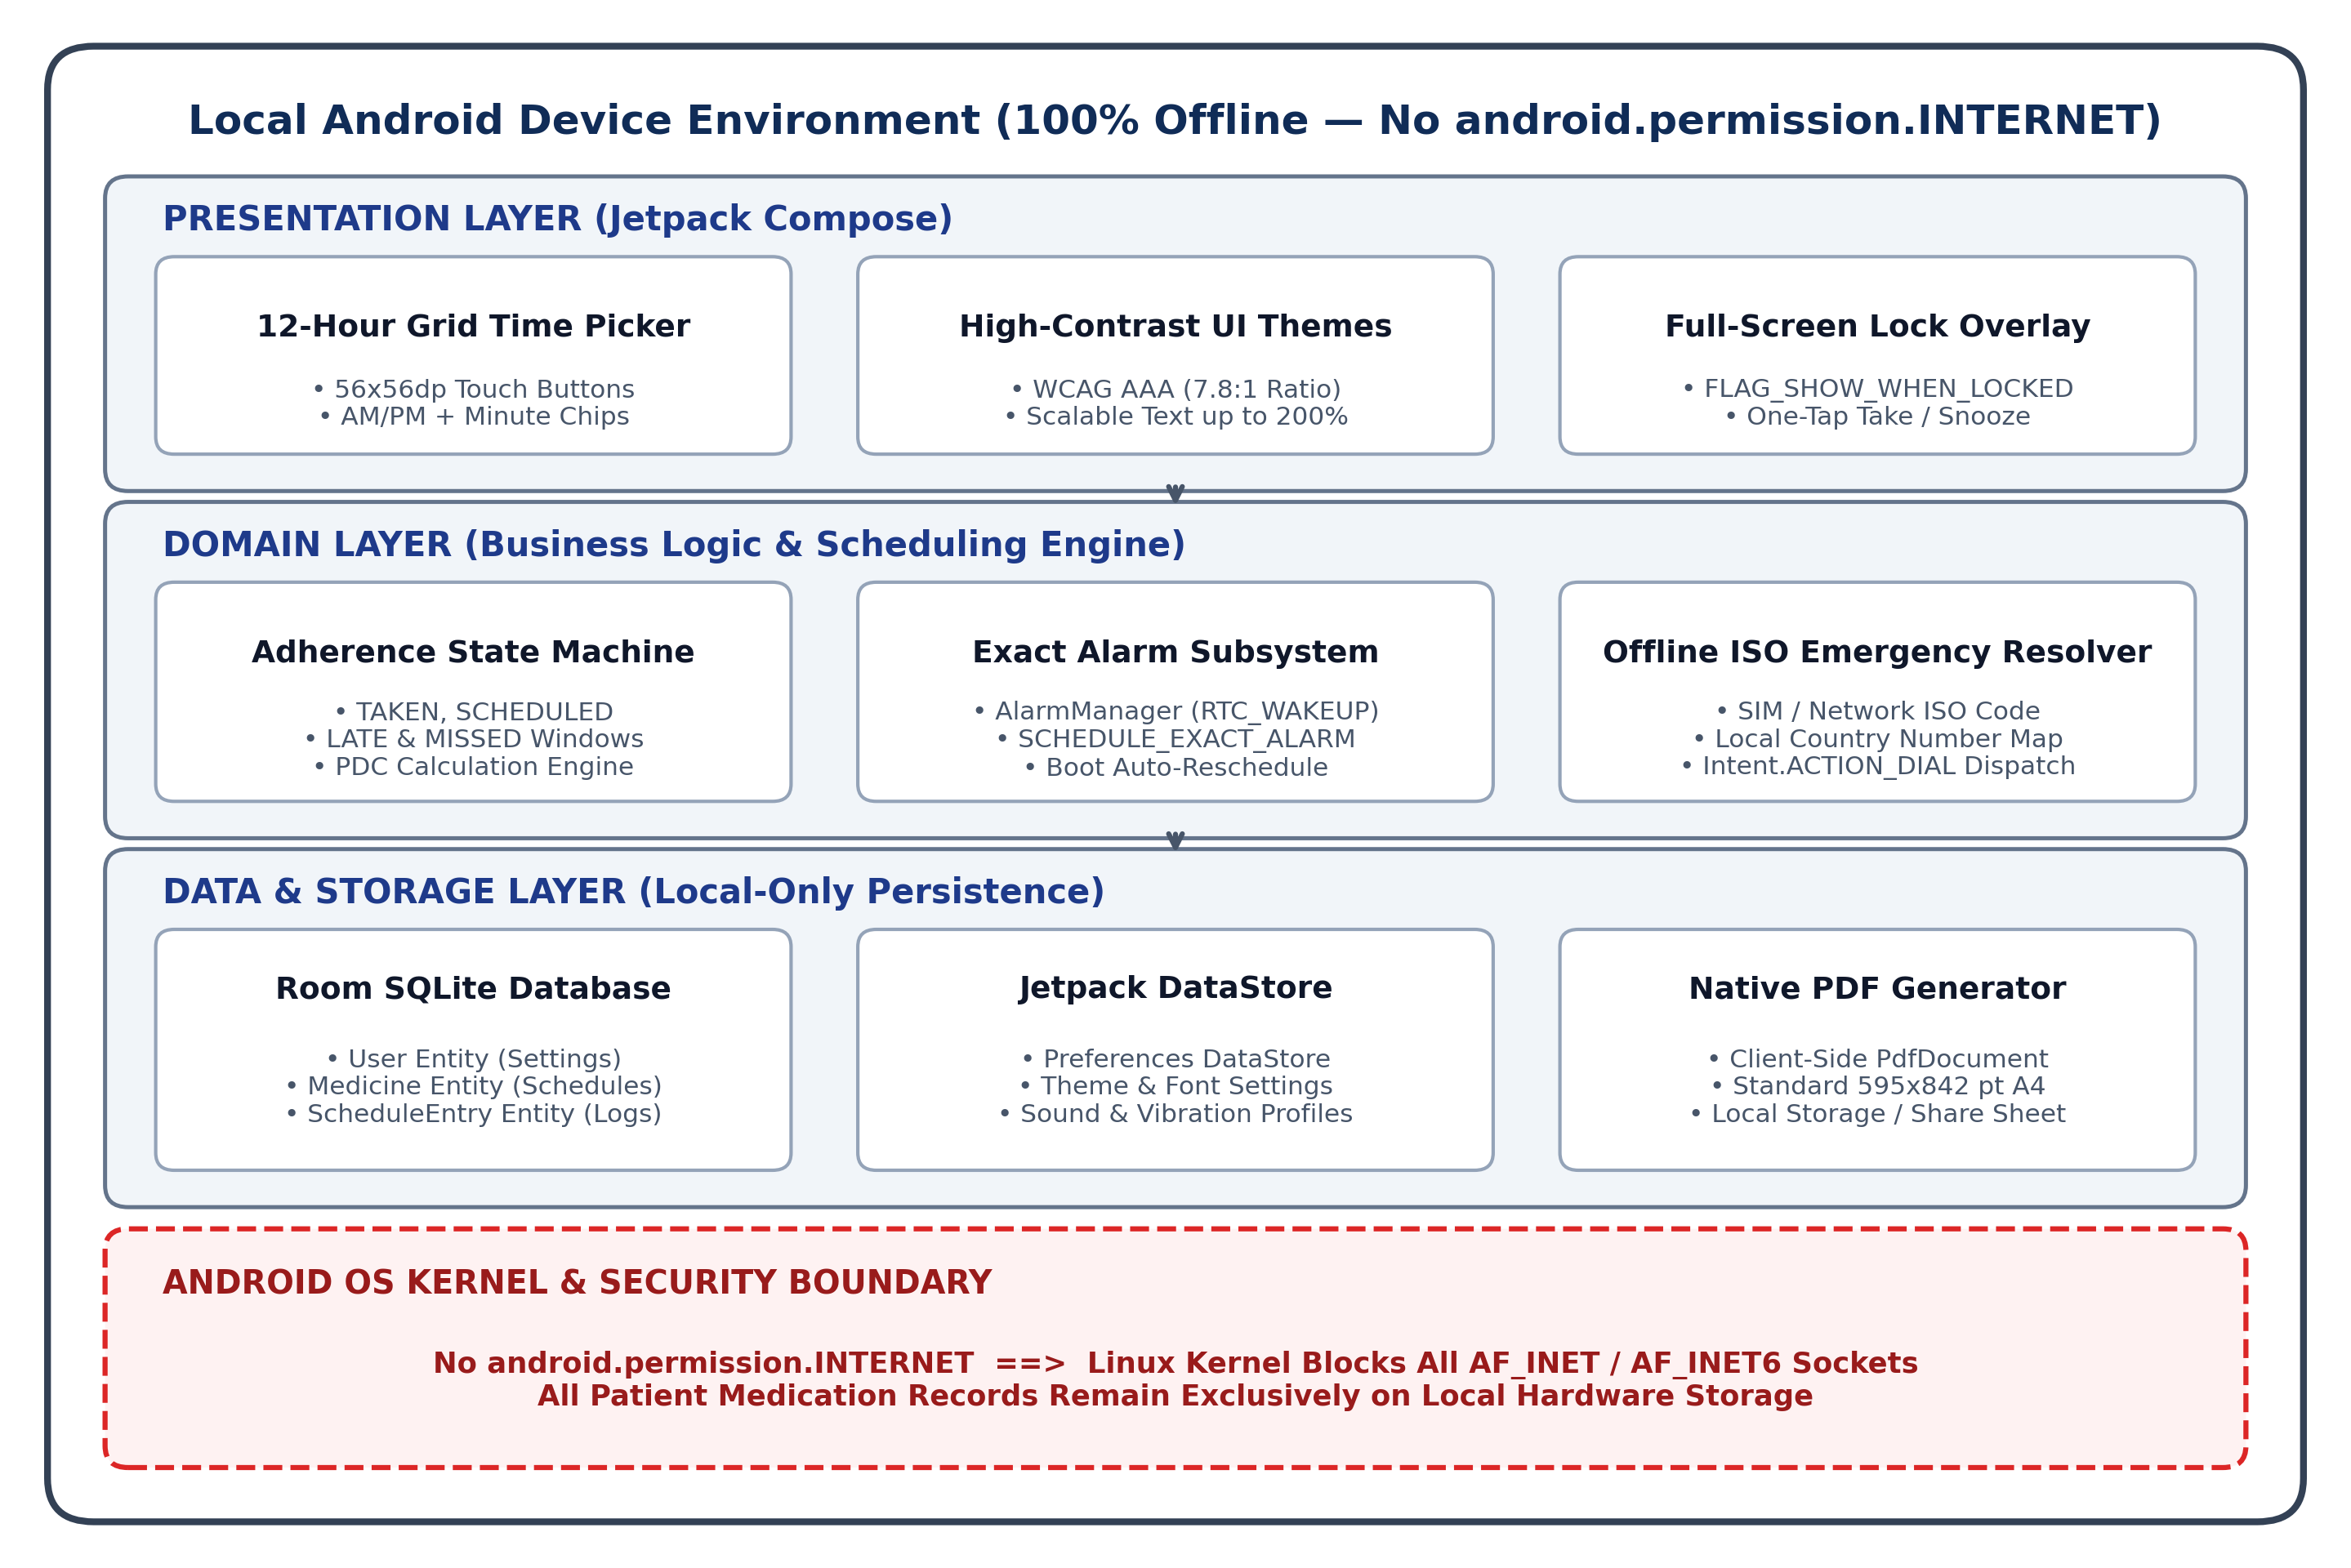 Local Android Device Environment (100% Offline — No android.permission.INTERNET)
PRESENTATION LAYER (Jetpack Compose)
12-Hour Grid Time Picker
• 56x56dp Touch Buttons
• AM/PM + Minute Chips
High-Contrast UI Themes
• WCAG AAA (7.8:1 Ratio)
• Scalable Text up to 200%
Full-Screen Lock Overlay
• FLAG_SHOW_WHEN_LOCKED
• One-Tap Take / Snooze
DOMAIN LAYER (Business Logic & Scheduling Engine)
Adherence State Machine
• TAKEN, SCHEDULED
• LATE & MISSED Windows
• PDC Calculation Engine
Exact Alarm Subsystem
• AlarmManager (RTC_WAKEUP)
• SCHEDULE_EXACT_ALARM
• Boot Auto-Reschedule
Offline ISO Emergency Resolver
• SIM / Network ISO Code
• Local Country Number Map
• Intent.ACTION_DIAL Dispatch
DATA & STORAGE LAYER (Local-Only Persistence)
Room SQLite Database
• User Entity (Settings)
• Medicine Entity (Schedules)
• ScheduleEntry Entity (Logs)
Jetpack DataStore
• Preferences DataStore
• Theme & Font Settings
• Sound & Vibration Profiles
Native PDF Generator
• Client-Side PdfDocument
• Standard 595x842 pt A4
• Local Storage / Share Sheet
ANDROID OS KERNEL & SECURITY BOUNDARY
No android.permission.INTERNET ==> Linux Kernel Blocks All AF_INET / AF_INET6 Sockets
All Patient Medication Records Remain Exclusively on Local Hardware Storage